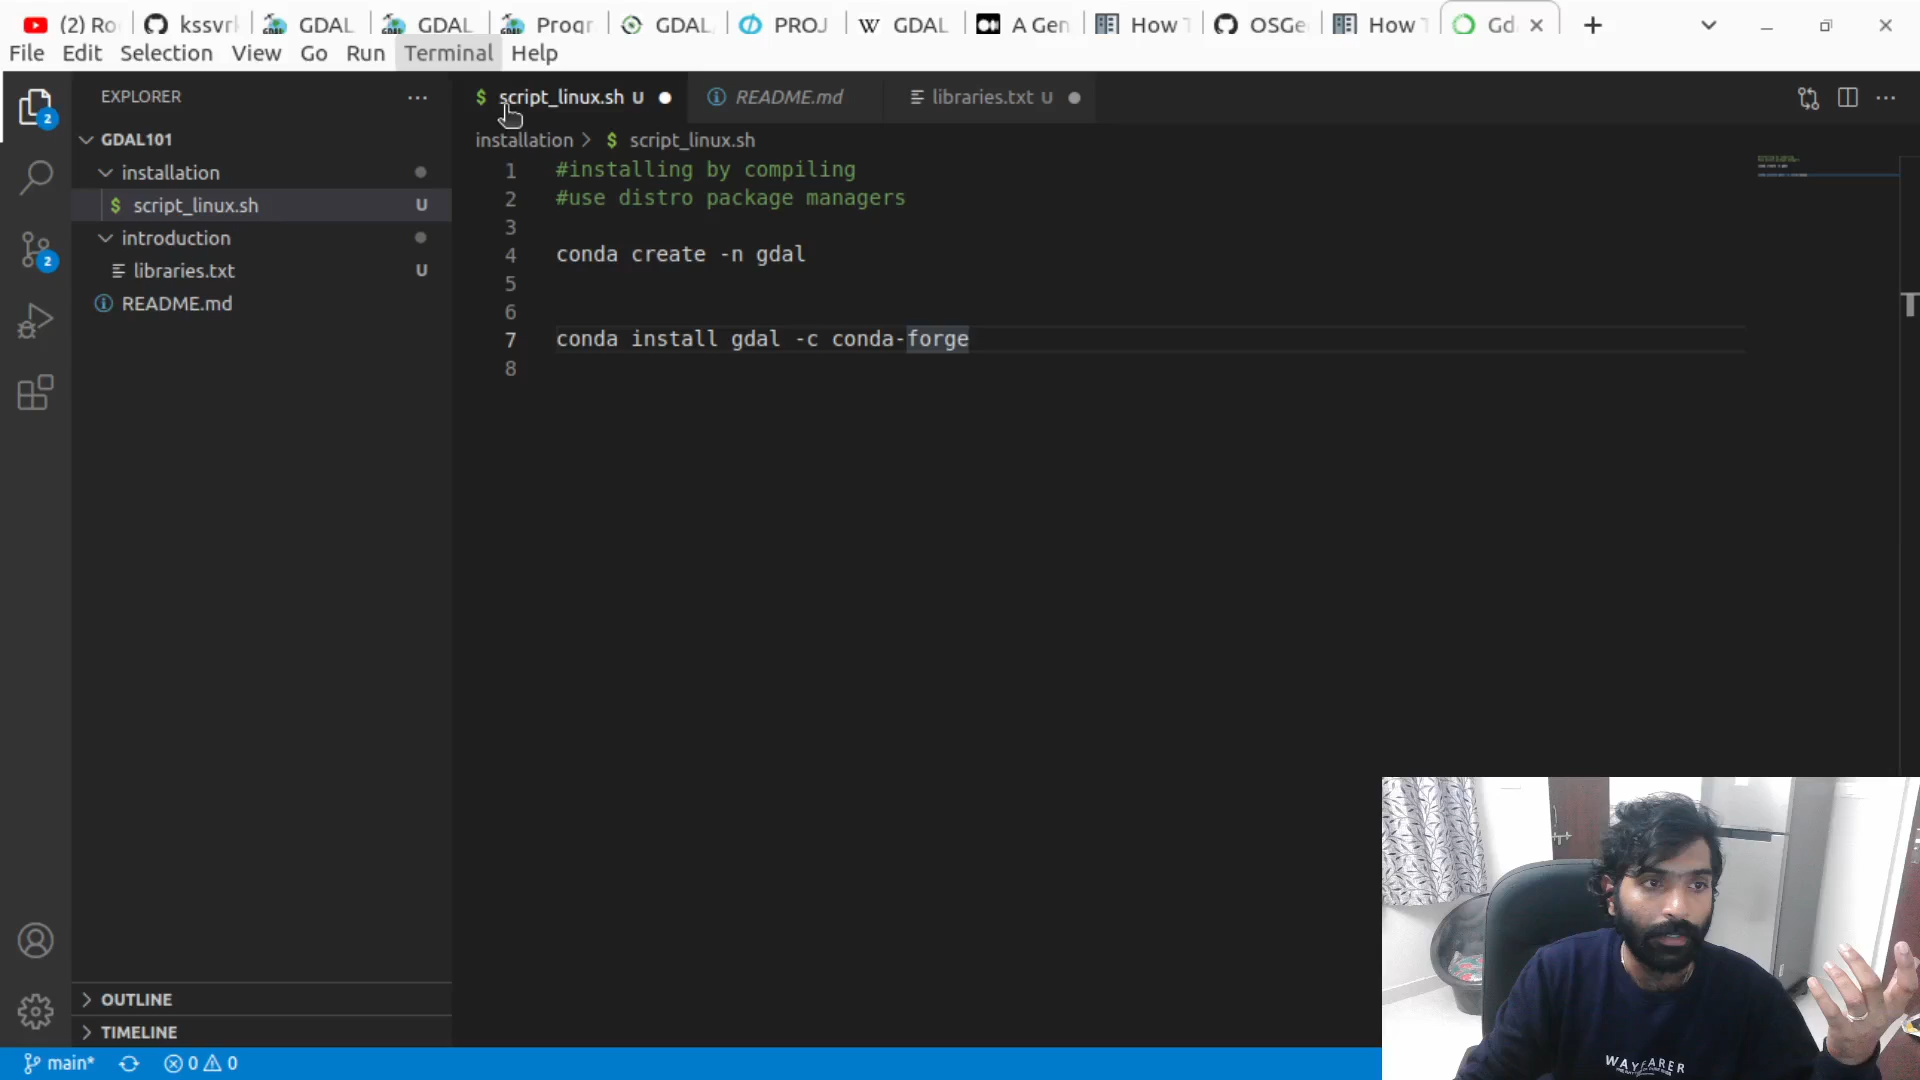 (2) Ro
kssvrl
GDAL
GDAL
Progr
GDAL
PROJ
W GDAL
A Gen
How T
OSGe
How
Gd
File Edit Selection View Go Run Terminal Help
EXPLORER
GDAL101
installation
$ script_linux.sh U
introduction
libraries.txt U
README.md
2
2
OUTLINE
TIMELINE
main* 0 0
$ script_linux.sh U
README.md
libraries.txt U
installation > $ script_linux.sh
1 #installing by compiling
2 #use distro package managers
3
4 conda create -n gdal
5
6
7 conda install gdal -c conda-forge
8
WAYFARER